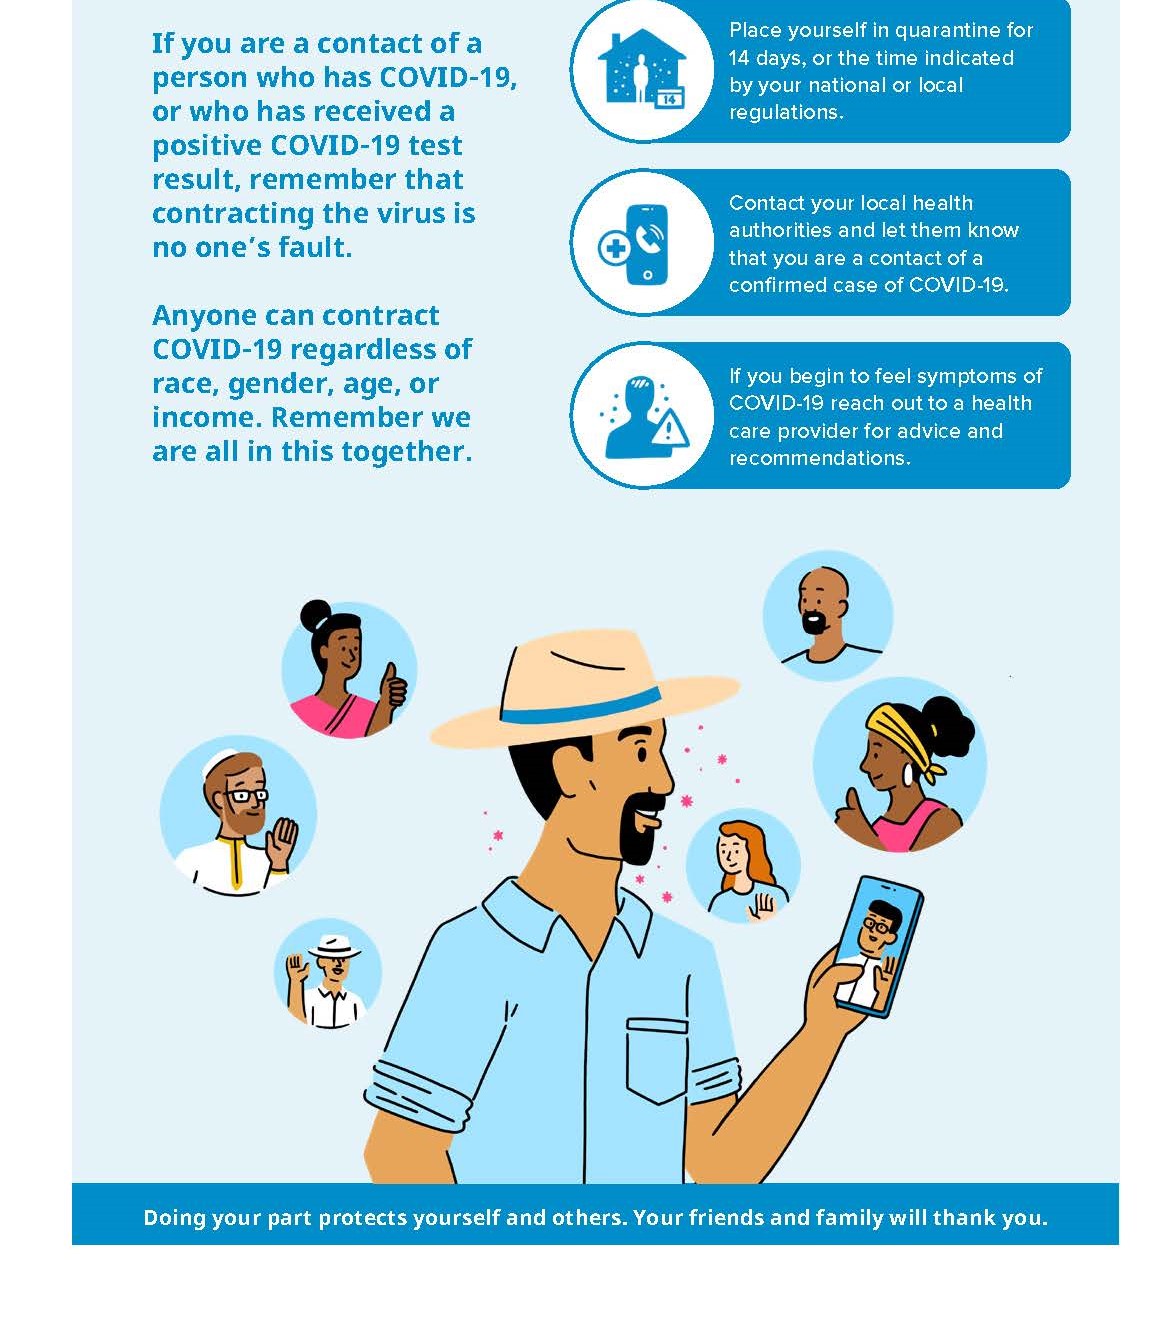 If you are a contact of a
person who has COVID-19,
or who has received a
positive COVID-19 test
result, remember that
contracting the virus is
no one's fault.
Anyone can contract
COVID-19 regardless of
race, gender, age, or
income. Remember we
are all in this together.
Place yourself in quarantine for
14 days, or the time indicated
by your national or local
regulations.
14
Contact your local health
authorities and let them know
that you are a contact of a
confirmed case of COVID-19.
If you begin to feel symptoms of
COVID-19 reach out to a health
care provider for advice and
recommendations.
Doing your part protects yourself and others. Your friends and family will thank you.